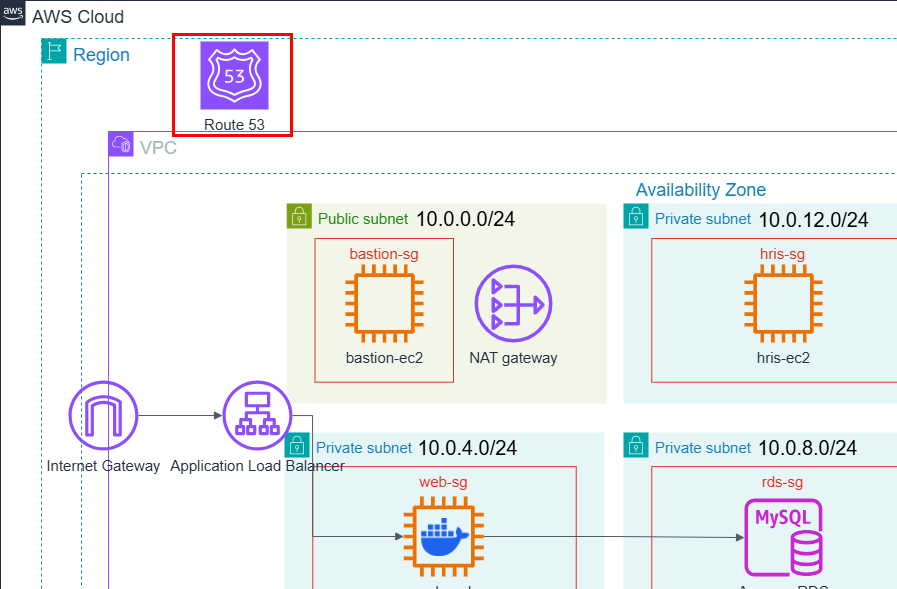 aws
AWS Cloud
Region
53
Route 53
VPC
Availability Zone
Public subnet 10.0.0.0/24
Private subnet 10.0.12.0/24
bastion-sg
hris-sg
bastion-ec2
NAT gateway
hris-ec2
Internet Gateway
Application Load Balancer
Private subnet 10.0.4.0/24
Private subnet 10.0.8.0/24
web-sg
rds-sg
MySQL